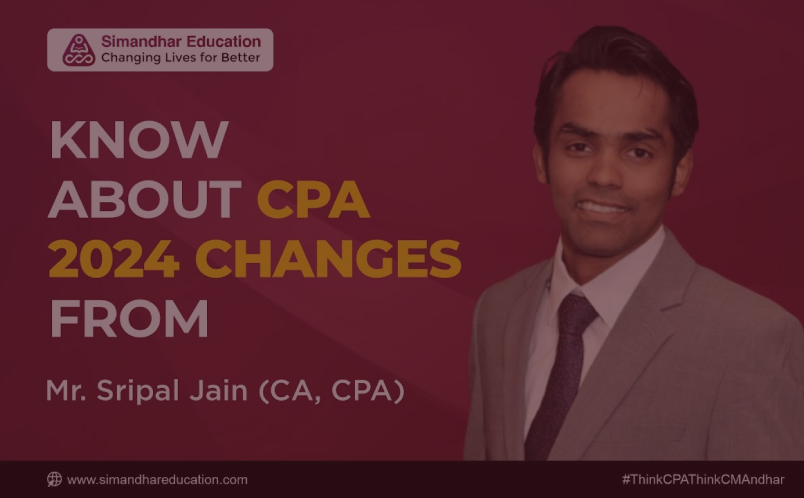 Simandhar Education
Changing Lives for Better
KNOW
ABOUT CPA
2024 CHANGES
FROM
Mr. Sripal Jain (CA, CPA)
www.simandhareducation.com
#ThinkCPAThinkCMAndhar